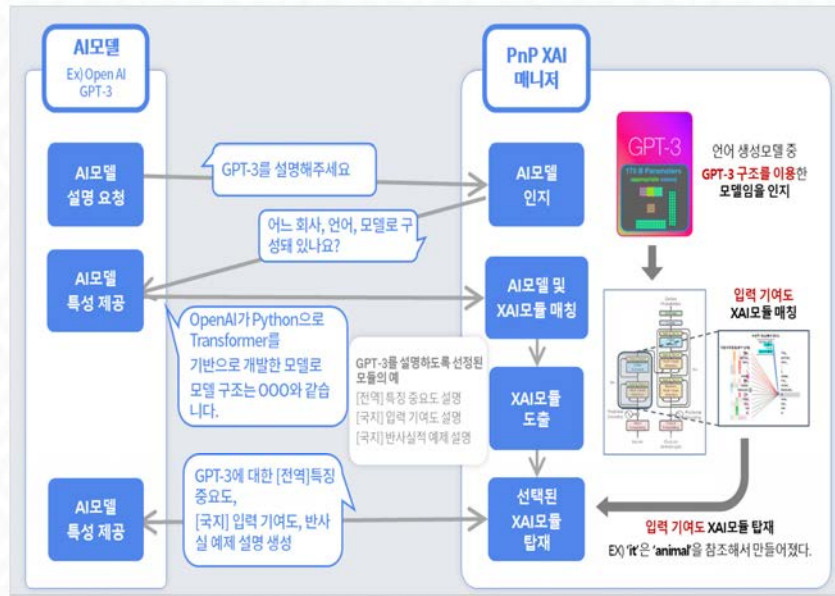 AI모델
Ex) Open AI
GPT-3
PnP XAI
매니저
AI모델
설명 요청
GPT-3를 설명해주세요
AI모델
인지
GPT-3
175 B Parameters
언어 생성모델 중
GPT-3 구조를 이용한
모델임을 인지
어느 회사, 언어, 모델로 구
성돼 있나요?
AI모델
특성 제공
AI모델 및
XAI모듈 매칭
입력 기여도
XAI모듈 매칭
OpenAI가 Python으로
Transformer를
기반으로 개발한 모델로
모델 구조는 OOO와 같습
니다.
GPT-3를 설명하도록 선정된
모듈의 예
[전역] 특징 중요도 설명
[국지] 입력 기여도 설명
[국지] 반사실적 예제 설명
XAI모듈
도출
AI모델
특성 제공
GPT-3에 대한 [전역]특징
중요도,
[국지] 입력 기여도, 반사
실 예제 설명 생성
선택된
XAI모듈
탑재
입력 기여도 XAI모듈 탑재
EX) 'it'은 'animal'을 참조해서 만들어졌다.